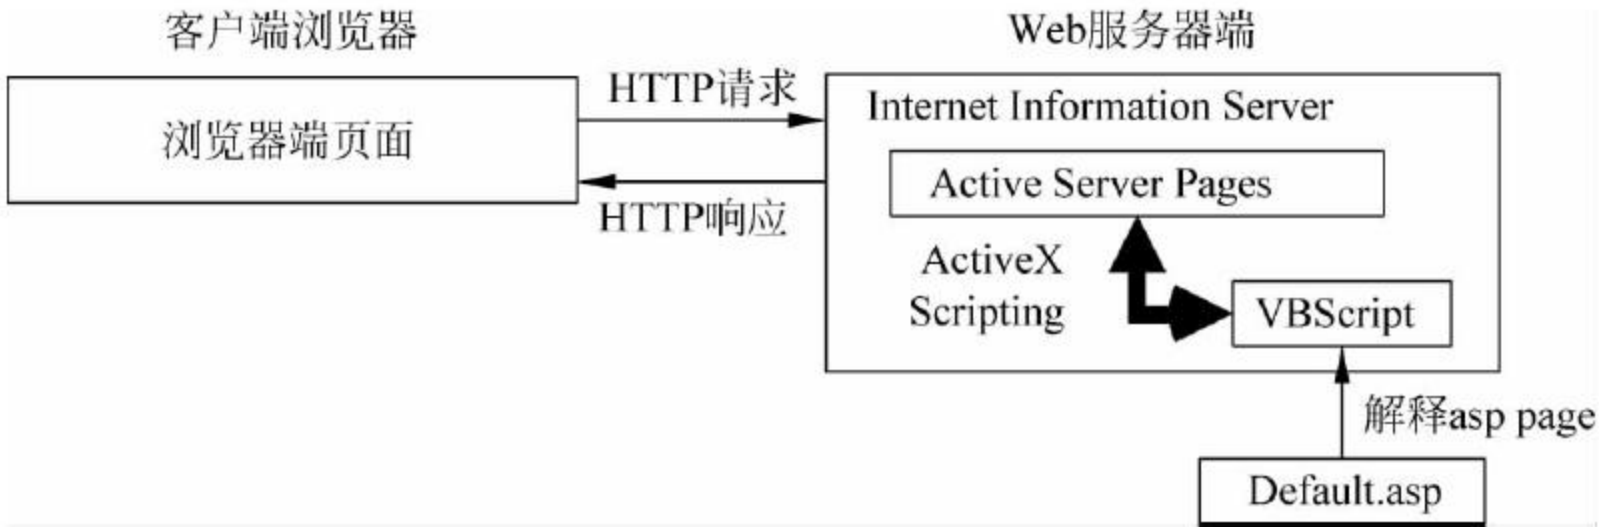 客户端浏览器
Web服务器端
浏览器端页面
HTTP请求
HTTP响应
Internet Information Server
Active Server Pages
ActiveX
Scripting
VBScript
解释asp page
Default.asp